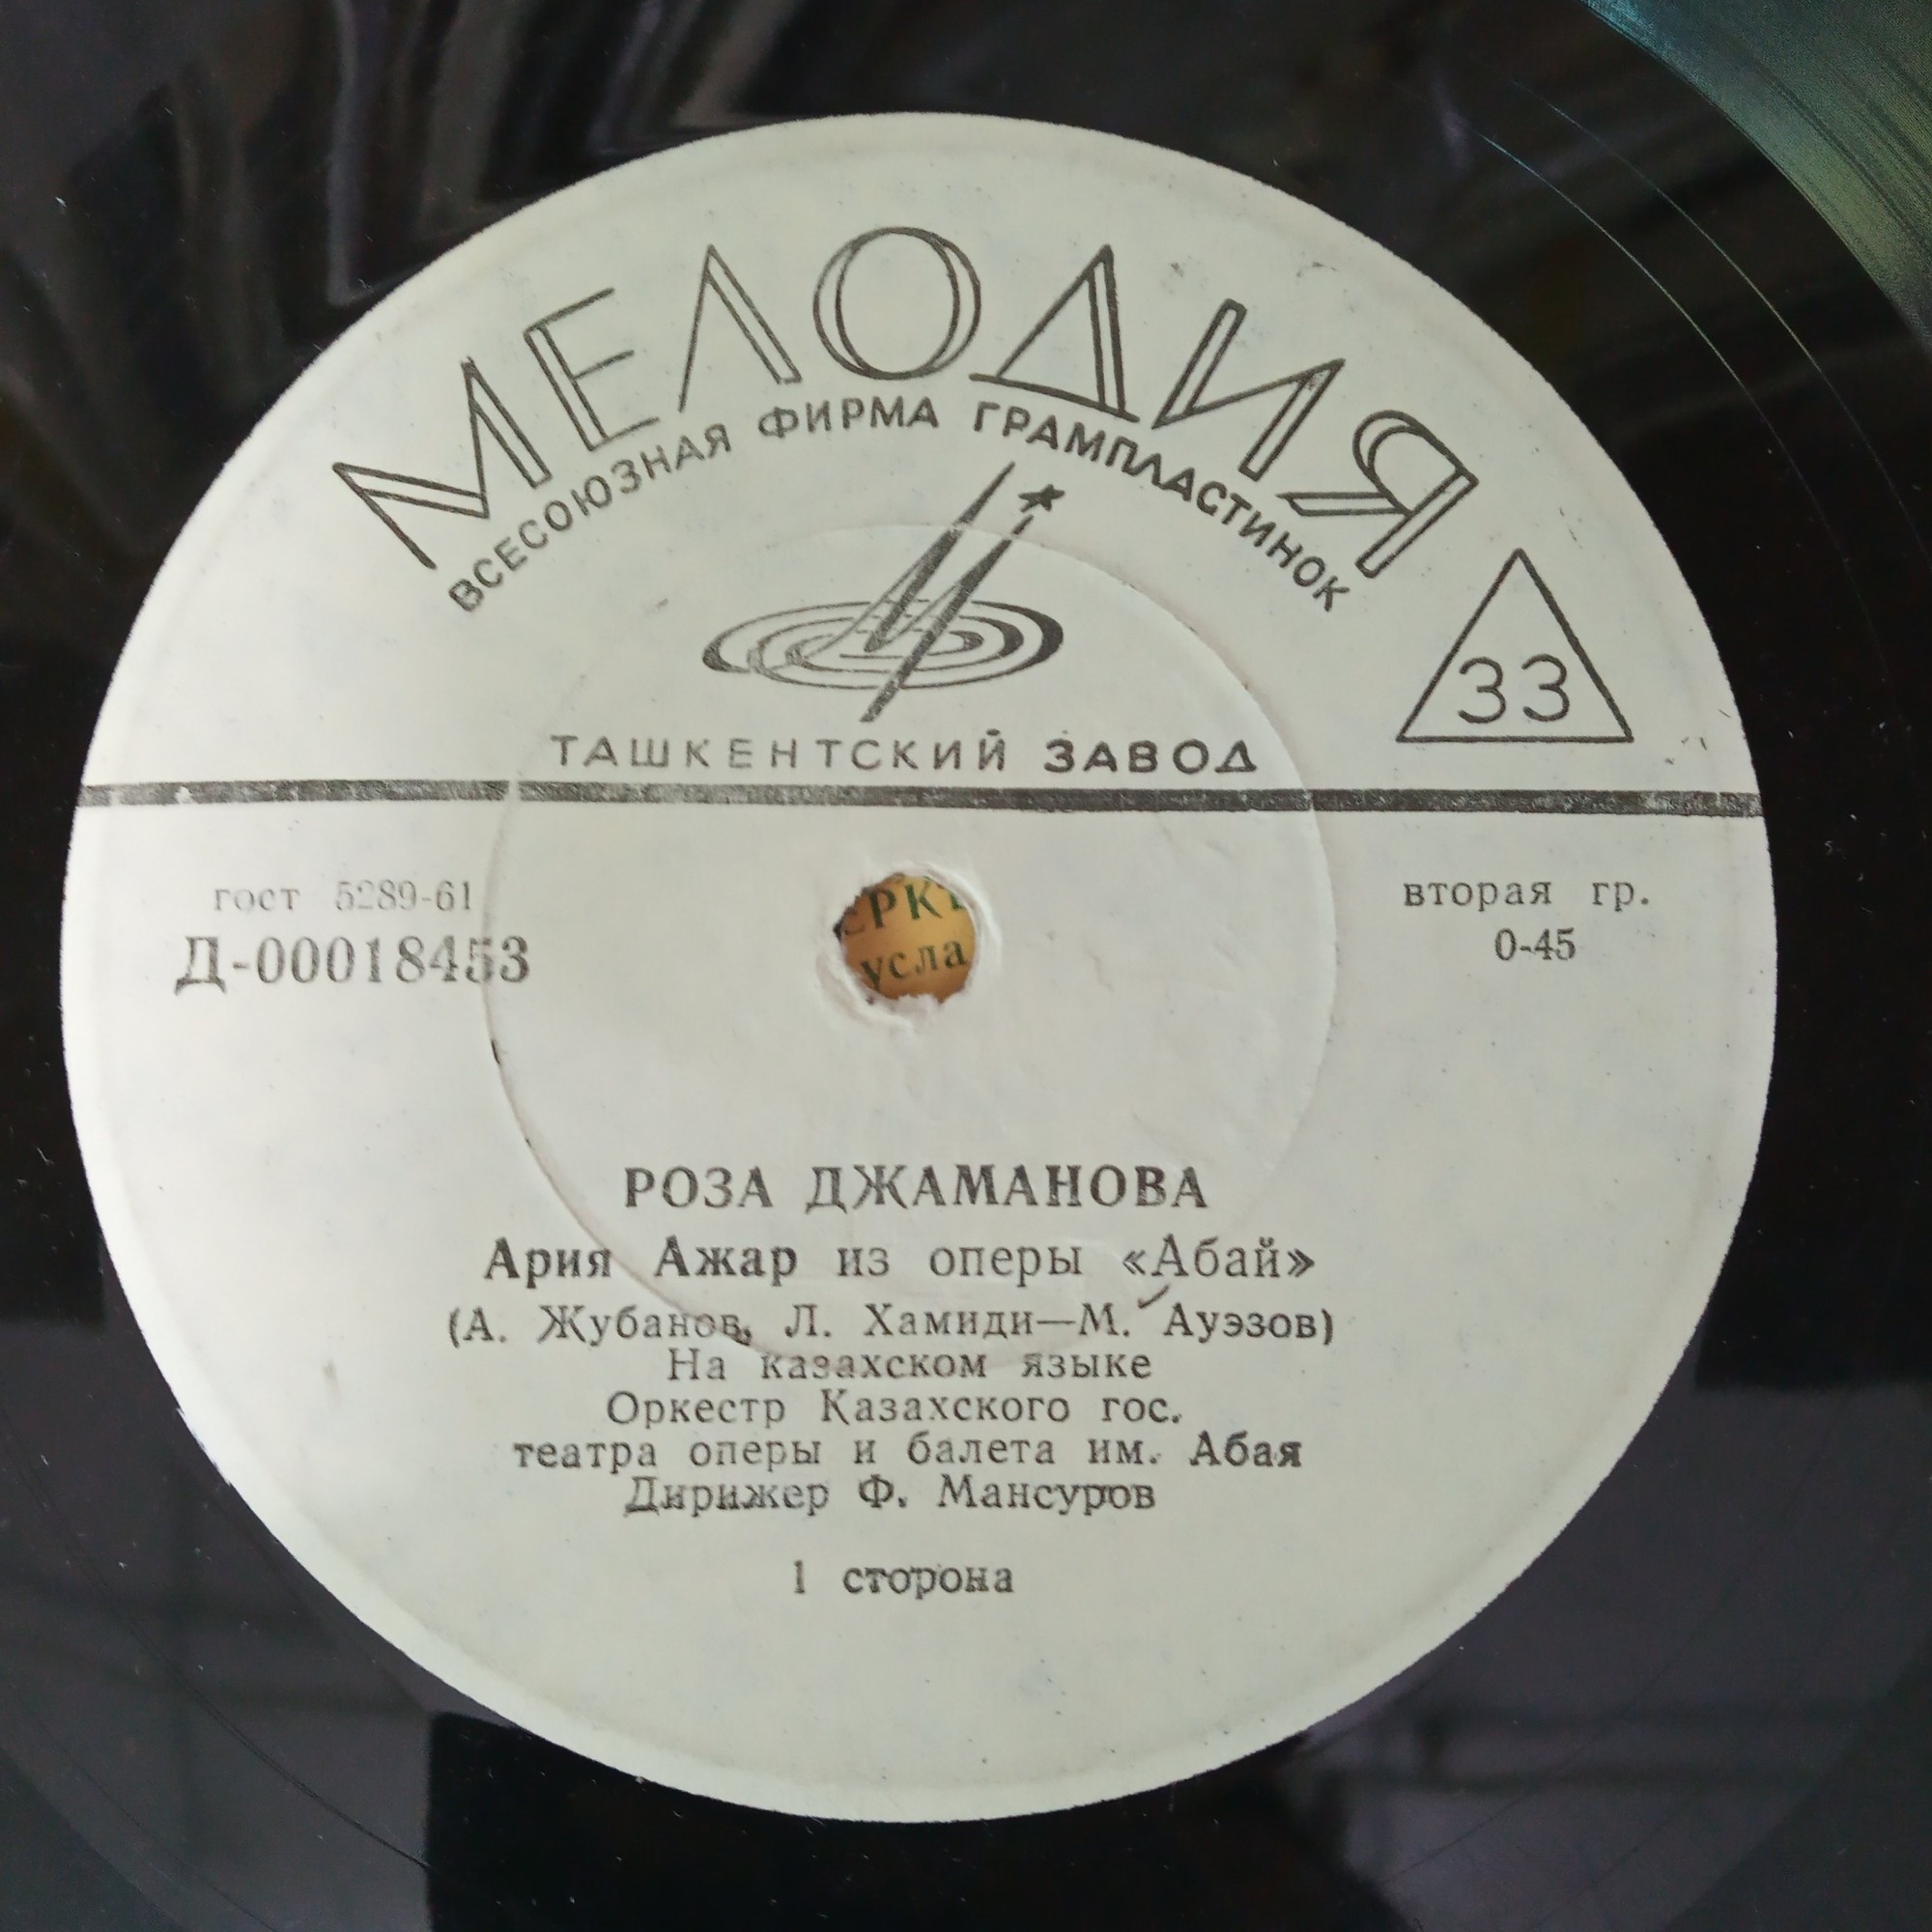 МЕЛОДИЯ
ВСЕСОЮЗНАЯ ФИРМА ГРАМПЛАСТИНОК
33
ТАШКЕНТСКИЙ ЗАВОД
гост 5289-61
Д-00018453
вторая гр.
0-45
РОЗА ДЖАМАНОВА
Ария Ажар из оперы «Абай»
(А. Жубанов, Л. Хамиди—М. Ауэзов)
На казахском языке
Оркестр Казахского гос.
театра оперы и балета им. Абая
Дирижер Ф. Мансуров
1 сторона